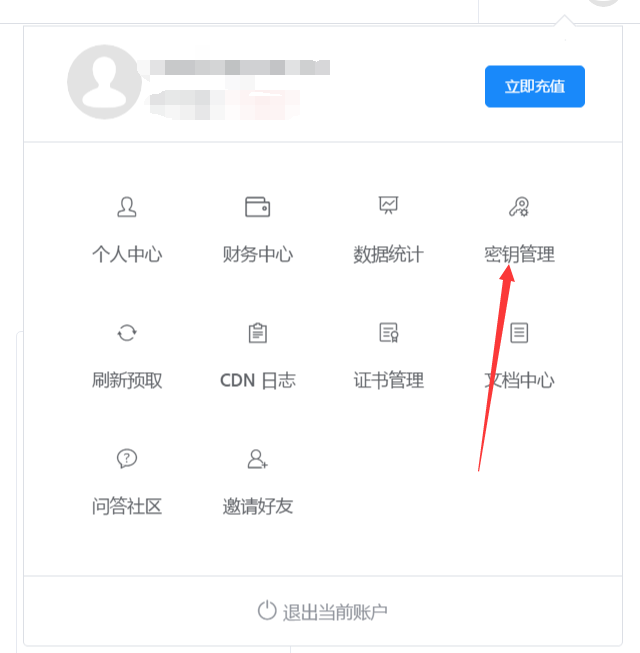 立即充值
个人中心 财务中心 数据统计 密钥管理
刷新预取 CDN 日志 证书管理 文档中心
问答社区 邀请好友
退出当前账户